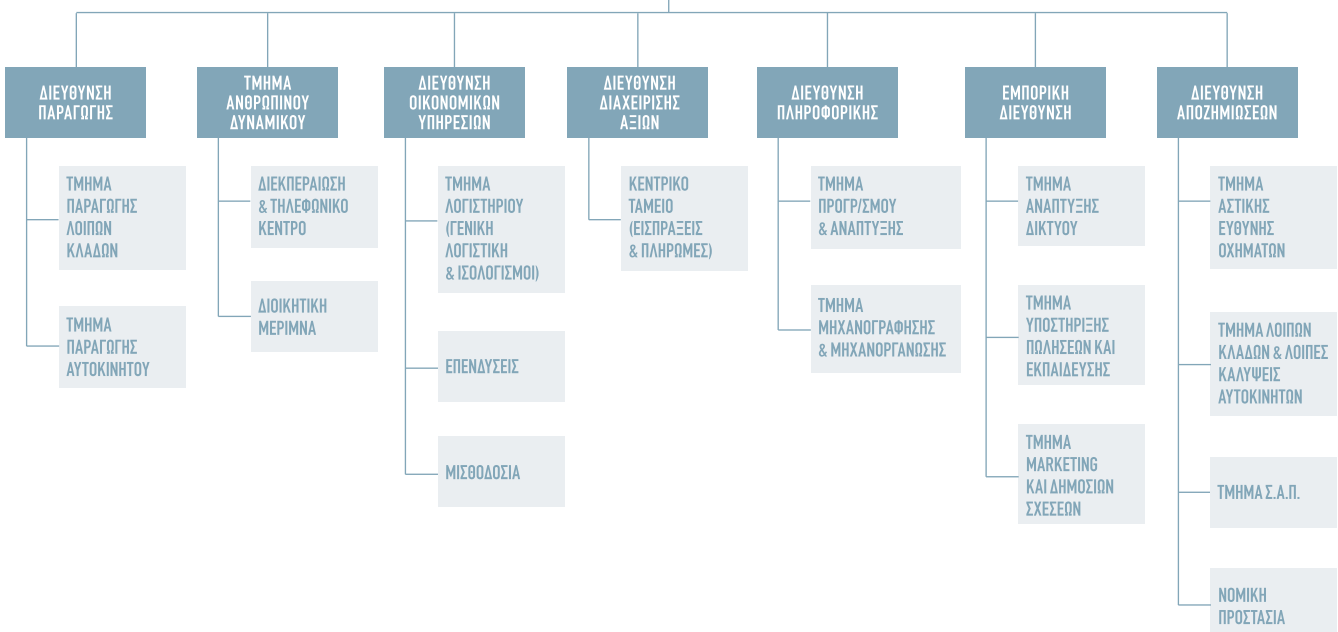 ΔΙΕΥΘΥΝΣΗ
ΠΑΡΑΓΩΓΗΣ
ΤΜΗΜΑ
ΠΑΡΑΓΩΓΗΣ
ΛΟΙΠΩΝ
ΚΛΑΔΩΝ
ΤΜΗΜΑ
ΠΑΡΑΓΩΓΗΣ
ΑΥΤΟΚΙΝΗΤΟΥ
ΤΜΗΜΑ
ΑΝΘΡΩΠΙΝΟΥ
ΔΥΝΑΜΙΚΟΥ
ΔΙΕΚΠΕΡΑΙΩΣΗ
& ΤΗΛΕΦΩΝΙΚΟ
ΚΕΝΤΡΟ
ΔΙΟΙΚΗΤΙΚΗ
ΜΕΡΙΜΝΑ
ΔΙΕΥΘΥΝΣΗ
ΟΙΚΟΝΟΜΙΚΩΝ
ΥΠΗΡΕΣΙΩΝ
ΤΜΗΜΑ
ΛΟΓΙΣΤΗΡΙΟΥ
(ΓΕΝΙΚΗ
ΛΟΓΙΣΤΙΚΗ
& ΙΣΟΛΟΓΙΣΜΟΙ)
ΕΠΕΝΔΥΣΕΙΣ
ΜΙΣΘΟΔΟΣΙΑ
ΔΙΕΥΘΥΝΣΗ
ΔΙΑΧΕΙΡΙΣΗΣ
ΑΞΙΩΝ
ΚΕΝΤΡΙΚΟ
ΤΑΜΕΙΟ
(ΕΙΣΠΡΑΞΕΙΣ
& ΠΛΗΡΩΜΕΣ)
ΔΙΕΥΘΥΝΣΗ
ΠΛΗΡΟΦΟΡΙΚΗΣ
ΤΜΗΜΑ
ΠΡΟΓΡ/ΣΜΟΥ
& ΑΝΑΠΤΥΞΗΣ
ΤΜΗΜΑ
ΜΗΧΑΝΟΓΡΑΦΗΣΗΣ
& ΜΗΧΑΝΟΡΓΑΝΩΣΗΣ
ΕΜΠΟΡΙΚΗ
ΔΙΕΥΘΥΝΣΗ
ΤΜΗΜΑ
ΑΝΑΠΤΥΞΗΣ
ΔΙΚΤΥΟΥ
ΤΜΗΜΑ
ΥΠΟΣΤΗΡΙΞΗΣ
ΠΩΛΗΣΕΩΝ ΚΑΙ
ΕΚΠΑΙΔΕΥΣΗΣ
ΤΜΗΜΑ
MARKETING
ΚΑΙ ΔΗΜΟΣΙΩΝ
ΣΧΕΣΕΩΝ
ΔΙΕΥΘΥΝΣΗ
ΑΠΟΖΗΜΙΩΣΕΩΝ
ΤΜΗΜΑ
ΑΣΤΙΚΗΣ
ΕΥΘΥΝΗΣ
ΟΧΗΜΑΤΩΝ
ΤΜΗΜΑ ΛΟΙΠΩΝ
ΚΛΑΔΩΝ & ΛΟΙΠΕΣ
ΚΑΛΥΨΕΙΣ
ΑΥΤΟΚΙΝΗΤΩΝ
ΤΜΗΜΑ Σ.Α.Π.
ΝΟΜΙΚΗ
ΠΡΟΣΤΑΣΙΑ